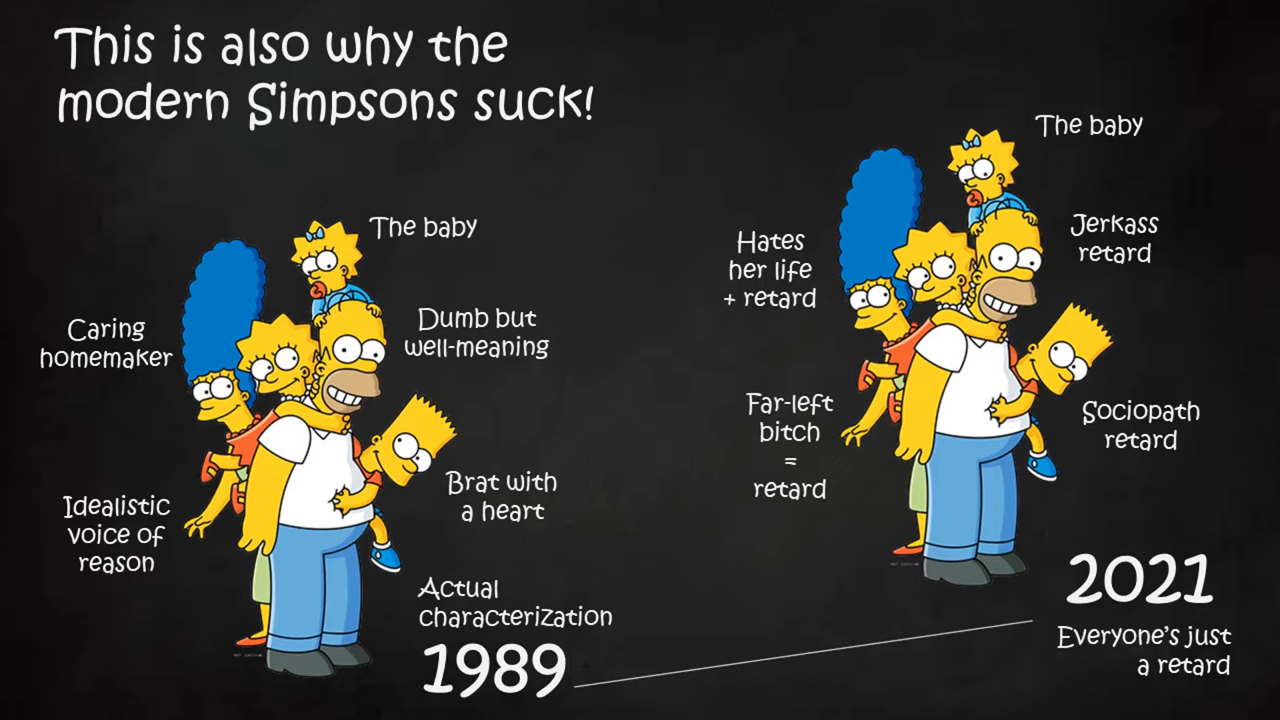 This is also why the
modern Simpsons suck!
The baby
Caring
homemaker
Dumb but
well-meaning
Idealistic
voice of
reason
Brat with
a heart
Actual
characterization
1989
The baby
Hates
her life
+ retard
Jerkass
retard
Far-left
bitch
=
retard
Sociopath
retard
2021
Everyone's just
a retard